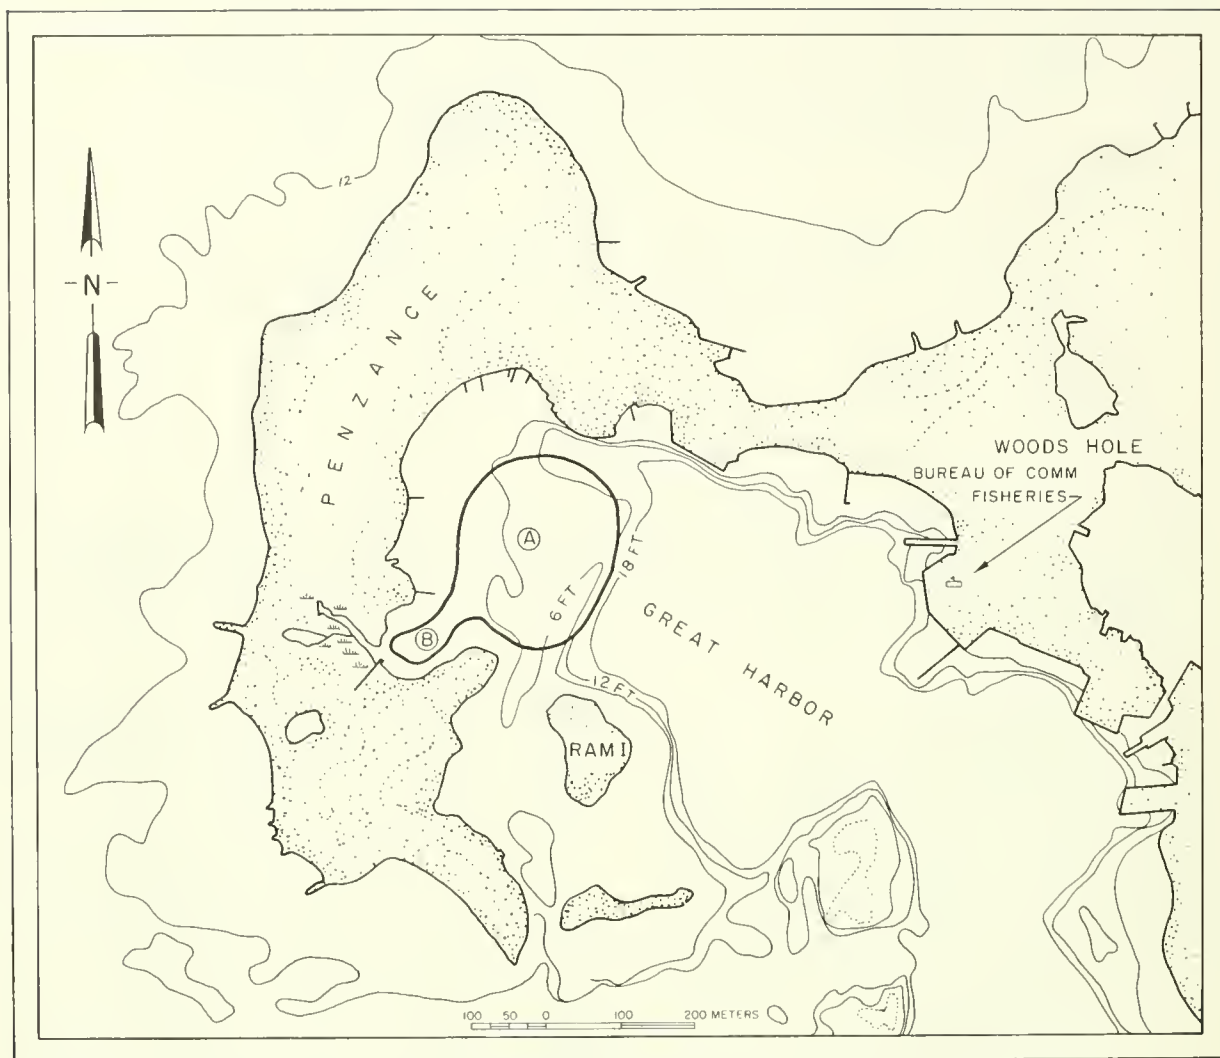 12
N
PENZANCE
WOODS HOLE
BUREAU OF COMM
FISHERIES
A
18 FT
6 FT
B
GREAT HARBOR
12 FT
RAM I
100 50 0 100 200 METERS